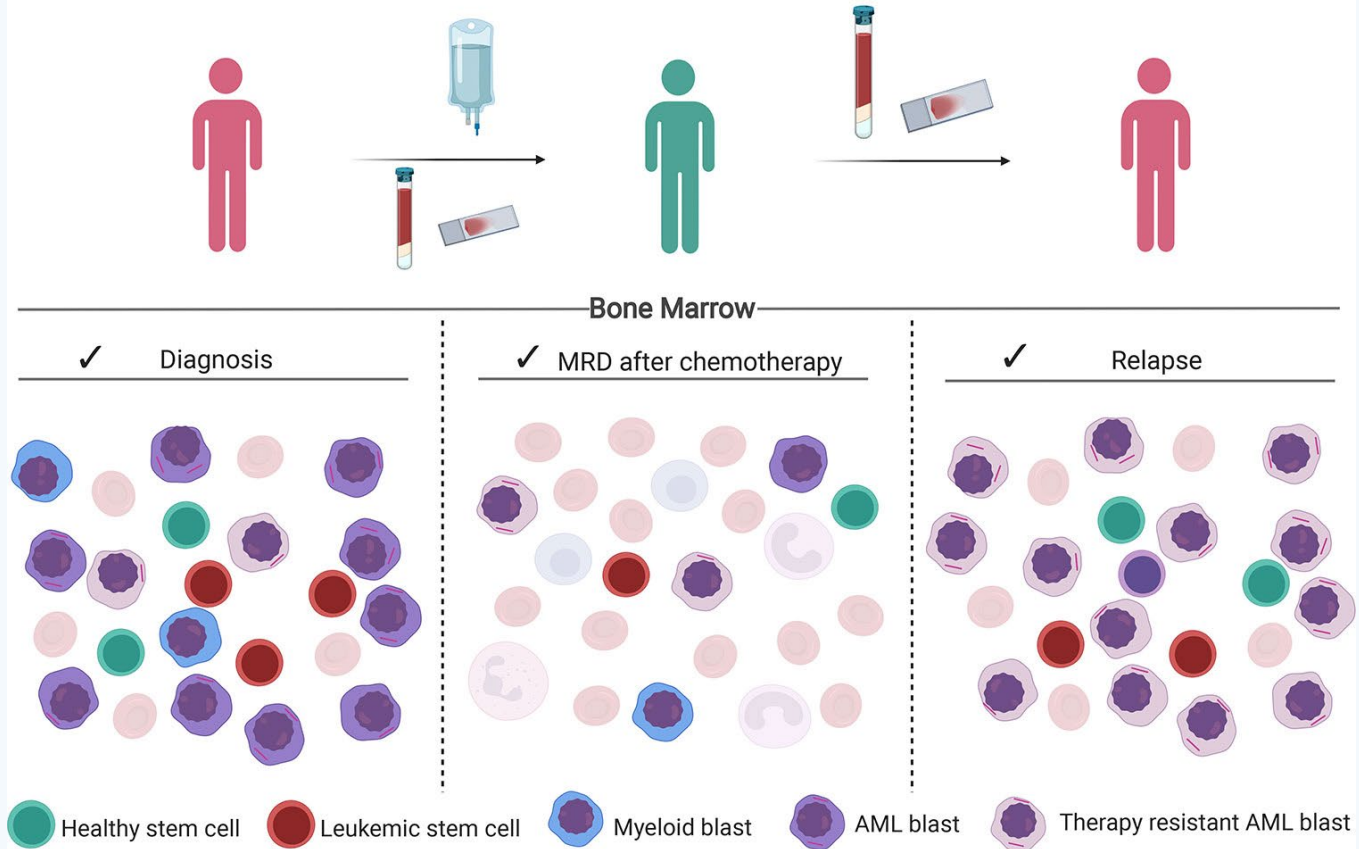 Bone Marrow
✓ Diagnosis
✓ MRD after chemotherapy
✓ Relapse
Healthy stem cell
Leukemic stem cell
Myeloid blast
AML blast
Therapy resistant AML blast